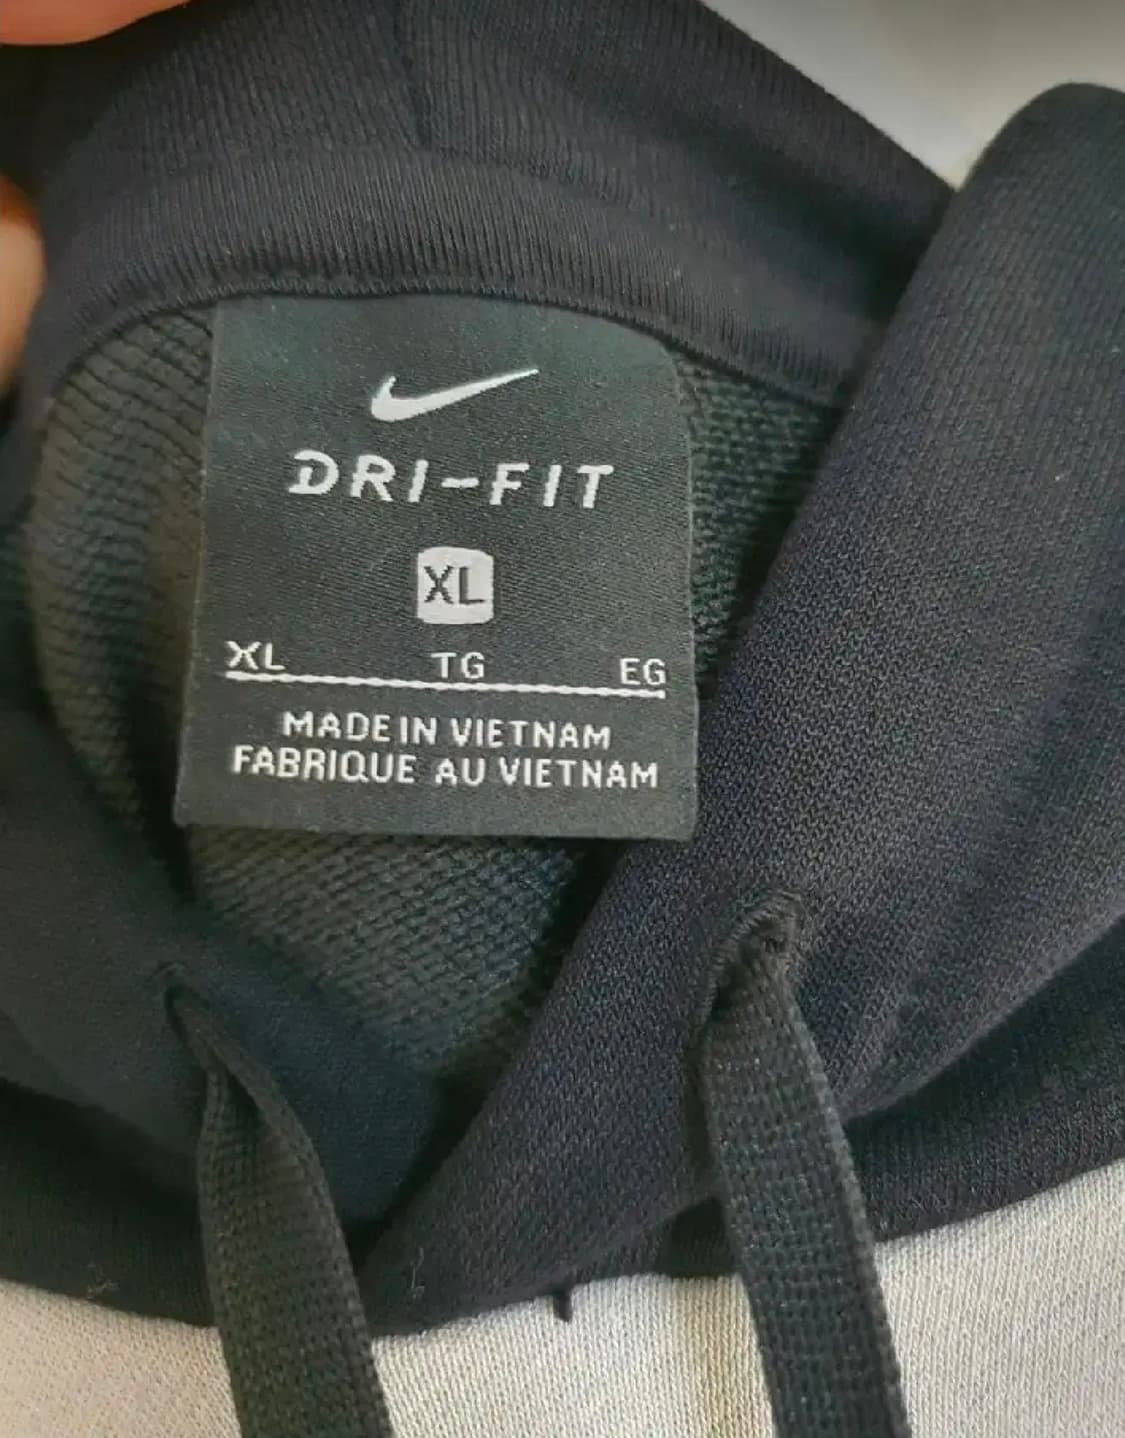 DRI-FIT
XL
XL TG EG
MADE IN VIETNAM
FABRIQUE AU VIETNAM